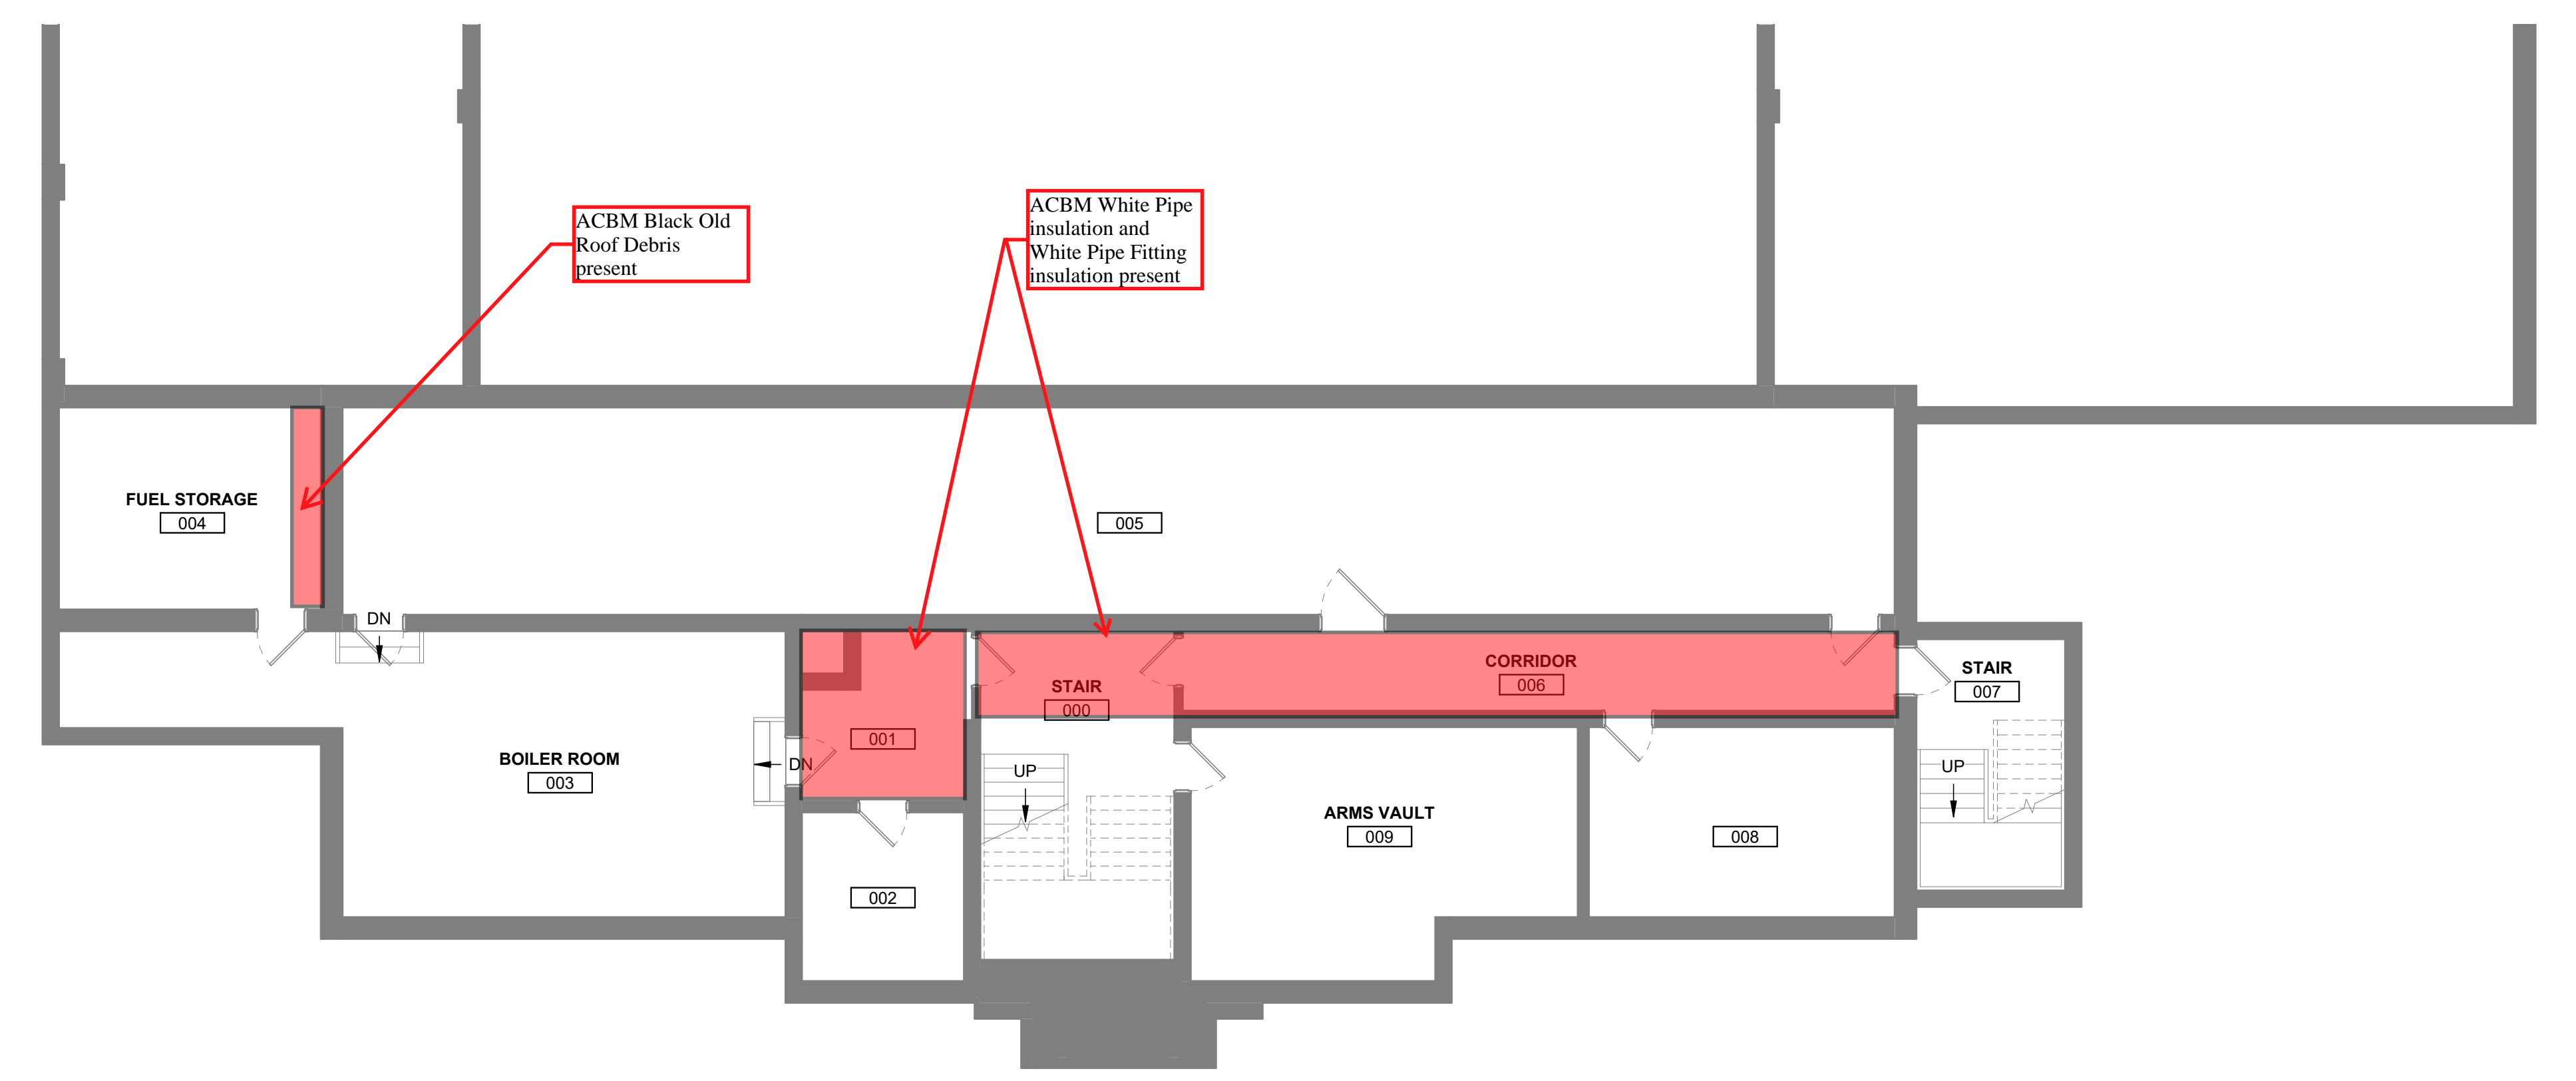 ACBM White Pipe
insulation and
White Pipe Fitting
insulation present
ACBM Black Old
Roof Debris
present
FUEL STORAGE
004
005
DN
CORRIDOR
006
STAIR
000
STAIR
007
001
BOILER ROOM
003
DN
UP
UP
ARMS VAULT
009
008
002